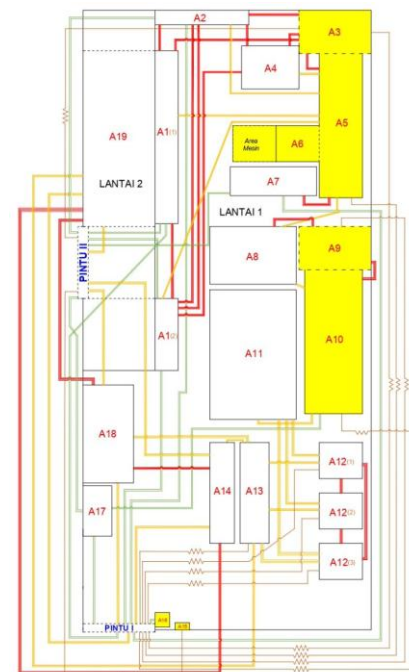 A2
A3
A4
A19
A1(1)
A5
Area
Mesin
A6
A7
LANTAI 2
LANTAI 1
PINTU II
A8
A9
A10
A1(2)
A11
A18
A12(1)
A14
A13
A17
A12(2)
A12(3)
PINTU I